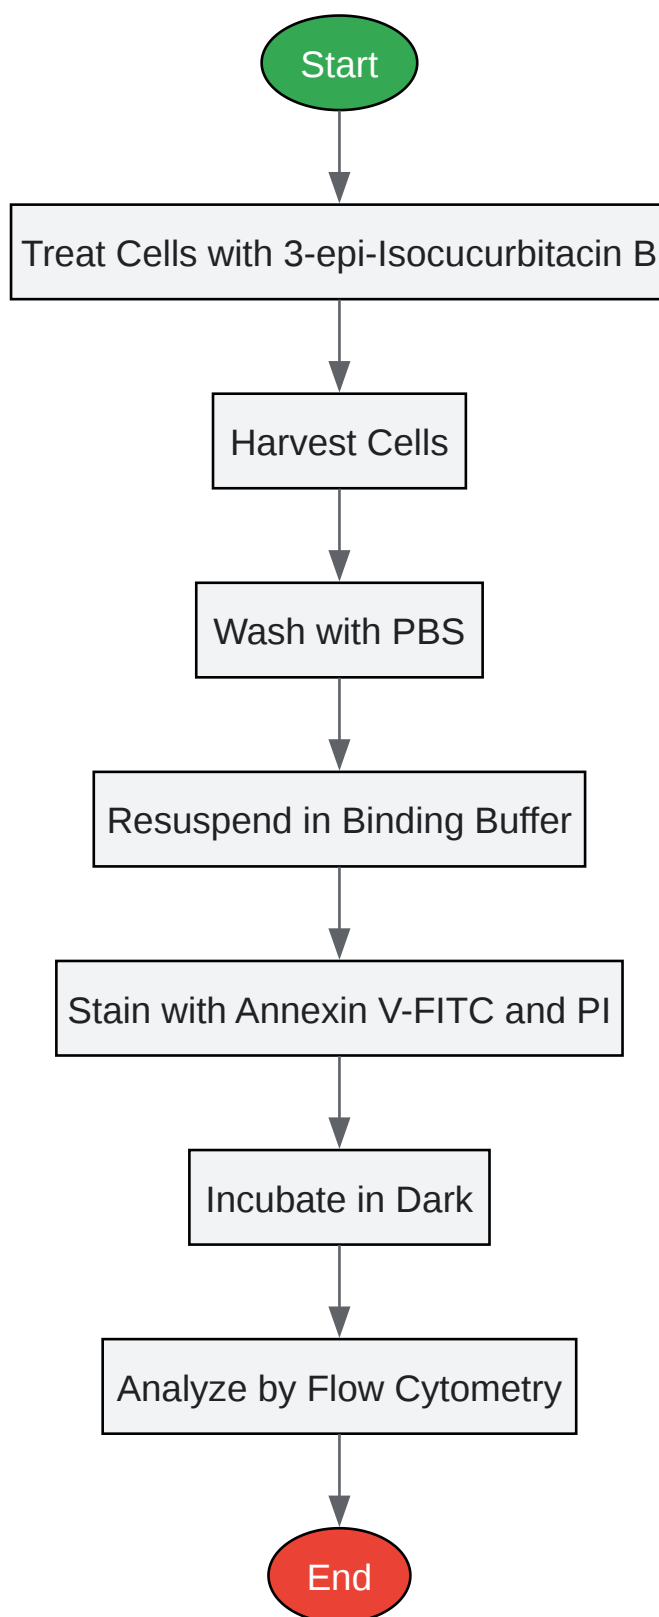 Start
Treat Cells with 3-epi-Isocucurbitacin B
Harvest Cells
Wash with PBS
Resuspend in Binding Buffer
Stain with Annexin V-FITC and PI
Incubate in Dark
Analyze by Flow Cytometry
End